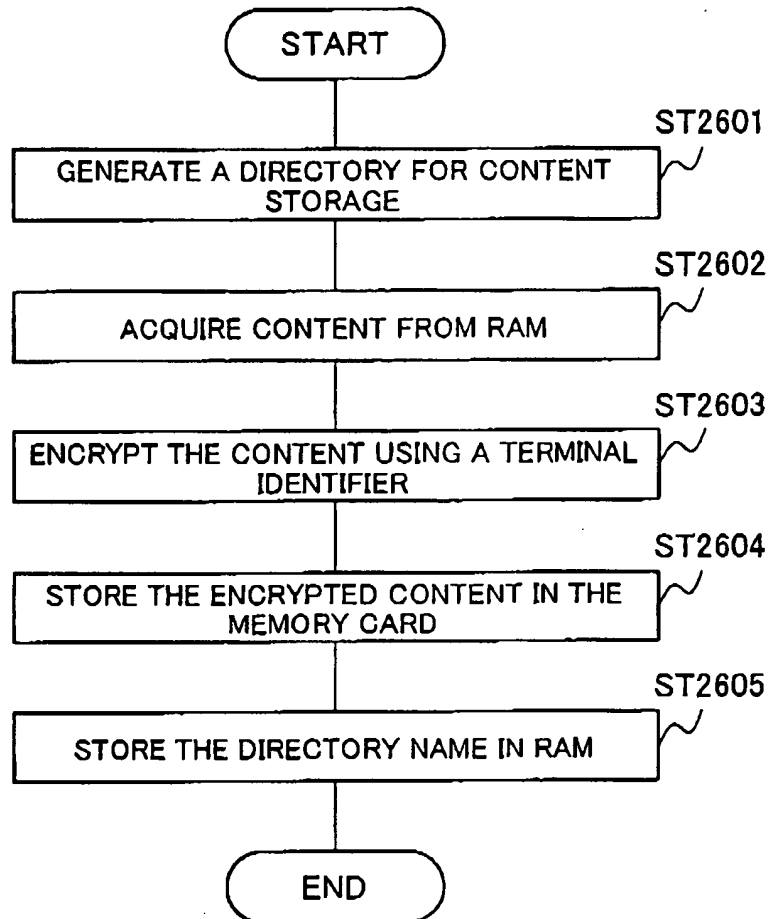 START
ST2601
GENERATE A DIRECTORY FOR CONTENT
STORAGE
ST2602
ACQUIRE CONTENT FROM RAM
ST2603
ENCRYPT THE CONTENT USING A TERMINAL
IDENTIFIER
ST2604
STORE THE ENCRYPTED CONTENT IN THE
MEMORY CARD
ST2605
STORE THE DIRECTORY NAME IN RAM
END